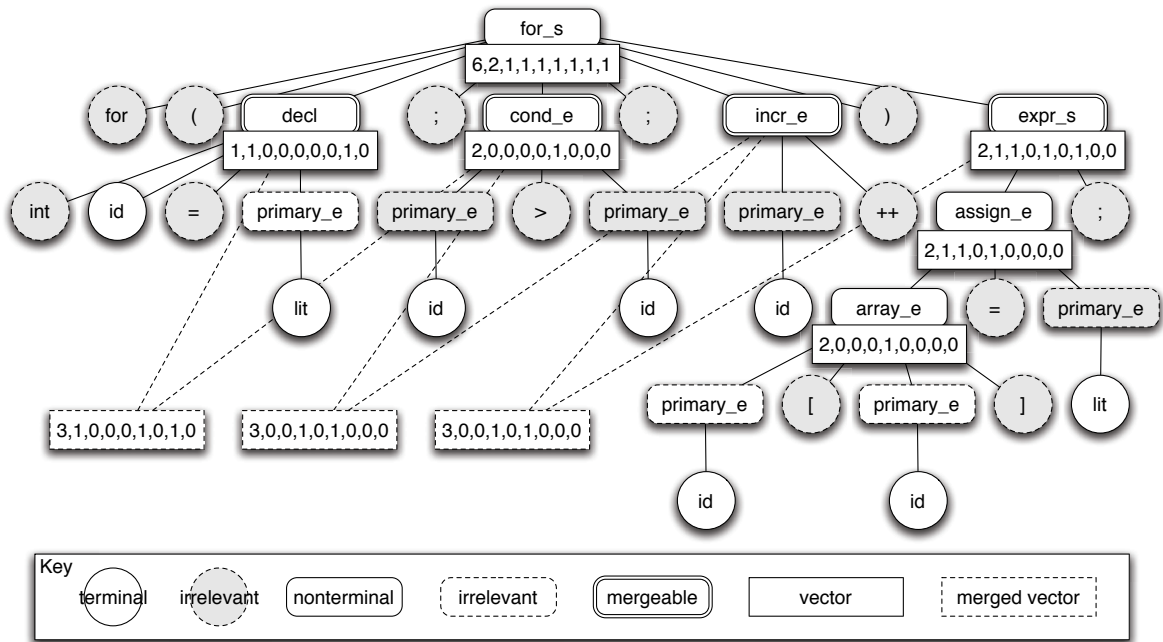 for_s
6,2,1,1,1,1,1,1,1
for ( decl ; cond_e ; incr_e ) expr_s
1,1,0,0,0,0,0,1,0
2,0,0,0,0,1,0,0,0
2,1,1,0,1,0,1,0,0
int id = primary_e primary_e > primary_e primary_e ++ assign_e ;
2,1,1,0,1,0,0,0,0
lit id id id array_e = primary_e
2,0,0,0,1,0,0,0,0
3,1,0,0,0,1,0,1,0 3,0,0,1,0,1,0,0,0 3,0,0,1,0,1,0,0,0 primary_e [ primary_e ] lit
id id
Key
terminal irrelevant nonterminal irrelevant mergeable vector merged vector